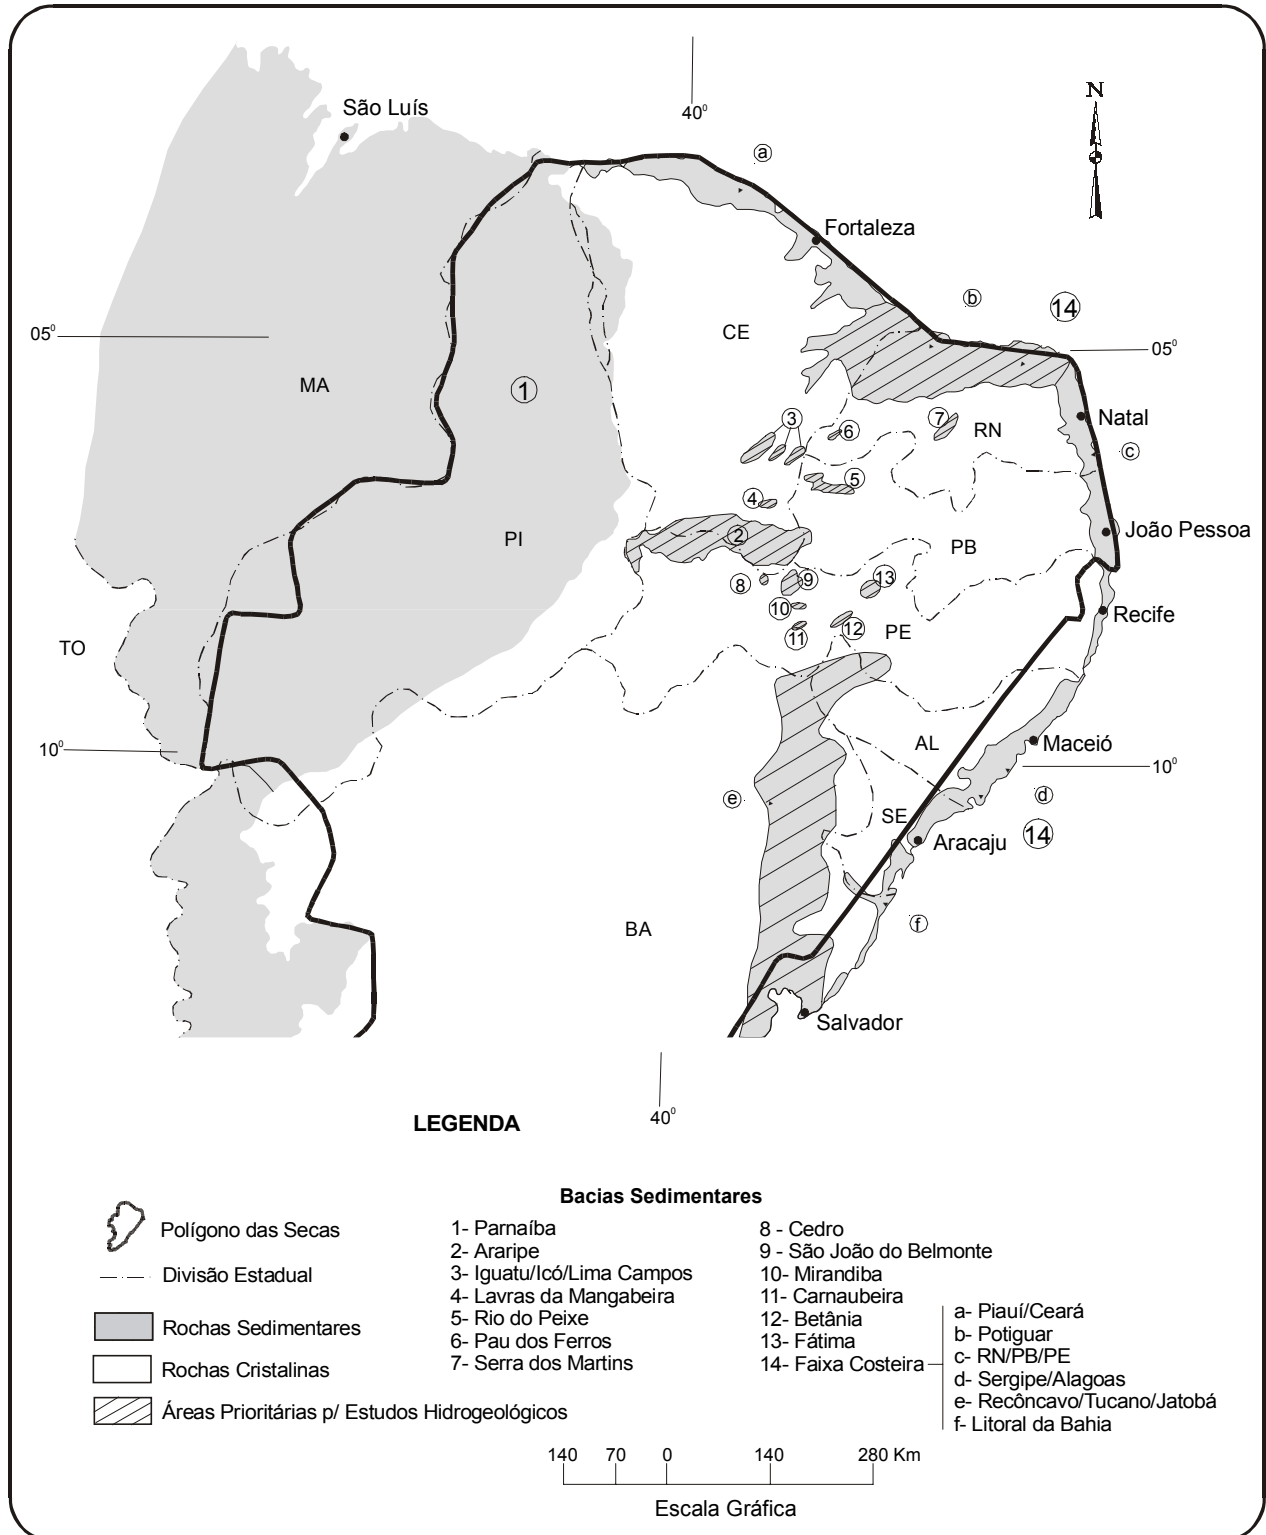 N
São Luís
40⁰
a
Fortaleza
b
14
05⁰
CE
05⁰
MA
1
3
6
7
RN
Natal
c
5
4
João Pessoa
PI
2
PB
8
9
13
10
Recife
11
12
PE
TO
10⁰
AL
Maceió
10⁰
e
d
SE
Aracaju
14
BA
f
Salvador
40⁰
LEGENDA
Polígono das Secas
Divisão Estadual
Rochas Sedimentares
Rochas Cristalinas
Áreas Prioritárias p/ Estudos Hidrogeológicos
Bacias Sedimentares
1- Parnaíba
2- Araripe
3- Iguatu/Icó/Lima Campos
4- Lavras da Mangabeira
5- Rio do Peixe
6- Pau dos Ferros
7- Serra dos Martins
8 - Cedro
9 - São João do Belmonte
10- Mirandiba
11- Carnaubeira
12- Betânia
13- Fátima
14- Faixa Costeira
a- Piauí/Ceará
b- Potiguar
c- RN/PB/PE
d- Sergipe/Alagoas
e- Recôncavo/Tucano/Jatobá
f- Litoral da Bahia
140 70 0 140 280 Km
Escala Gráfica